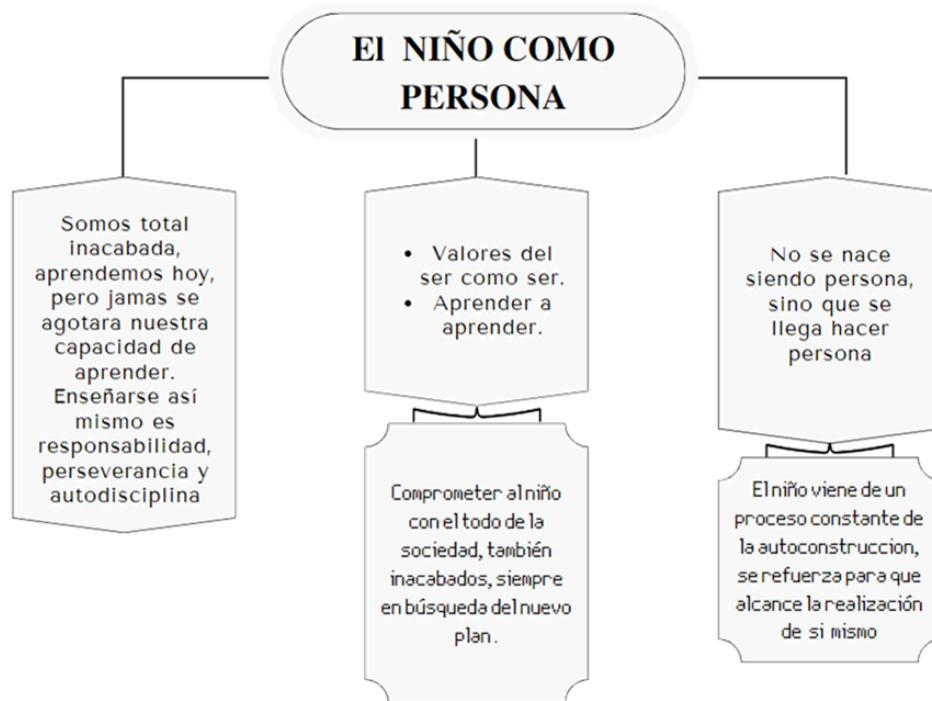 El NIÑO COMO
PERSONA
Somos total
inacabada,
aprendemos hoy,
pero jamas se
agotara nuestra
capacidad de
aprender.
Enseñarse así
mismo es
responsabilidad,
perseverancia y
autodisciplina
• Valores del
ser como ser.
• Aprender a
aprender.
Comprometer al niño
con el todo de la
sociedad, también
inacabados, siempre
en búsqueda del nuevo
plan.
No se nace
siendo persona,
sino que se
llega hacer
persona
El niño viene de un
proceso constante de
la autoconstruccion,
se refuerza para que
alcance la realización
de si mismo